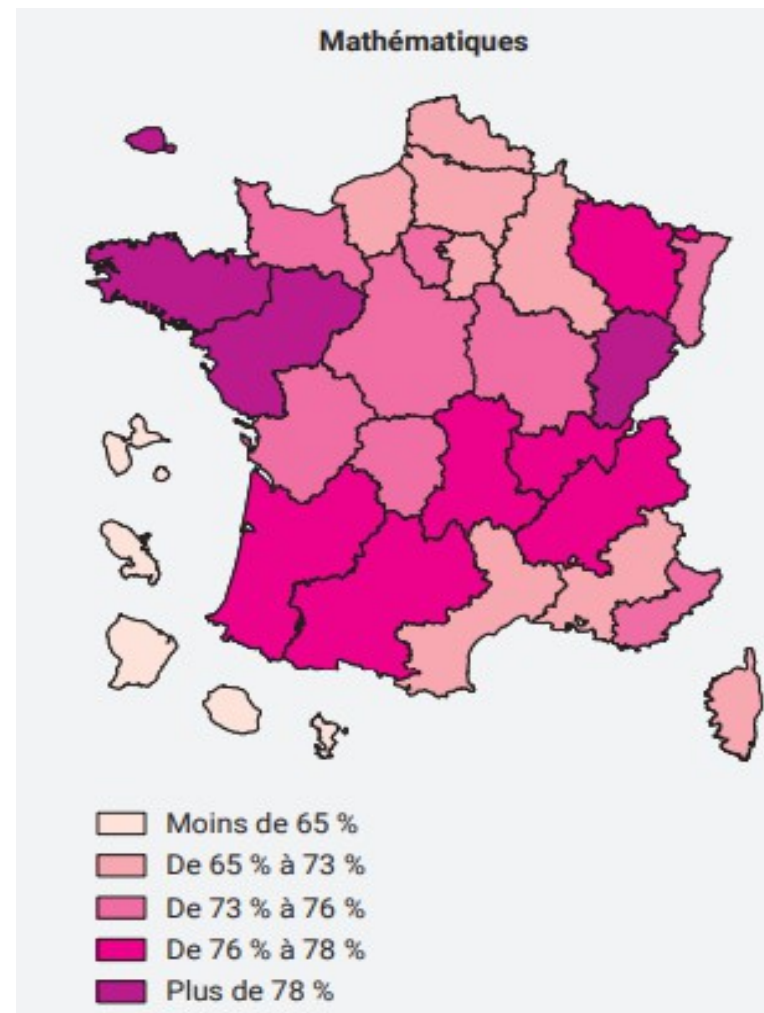 Mathématiques
Moins de 65 %
De 65 % à 73 %
De 73 % à 76 %
De 76 % à 78 %
Plus de 78 %